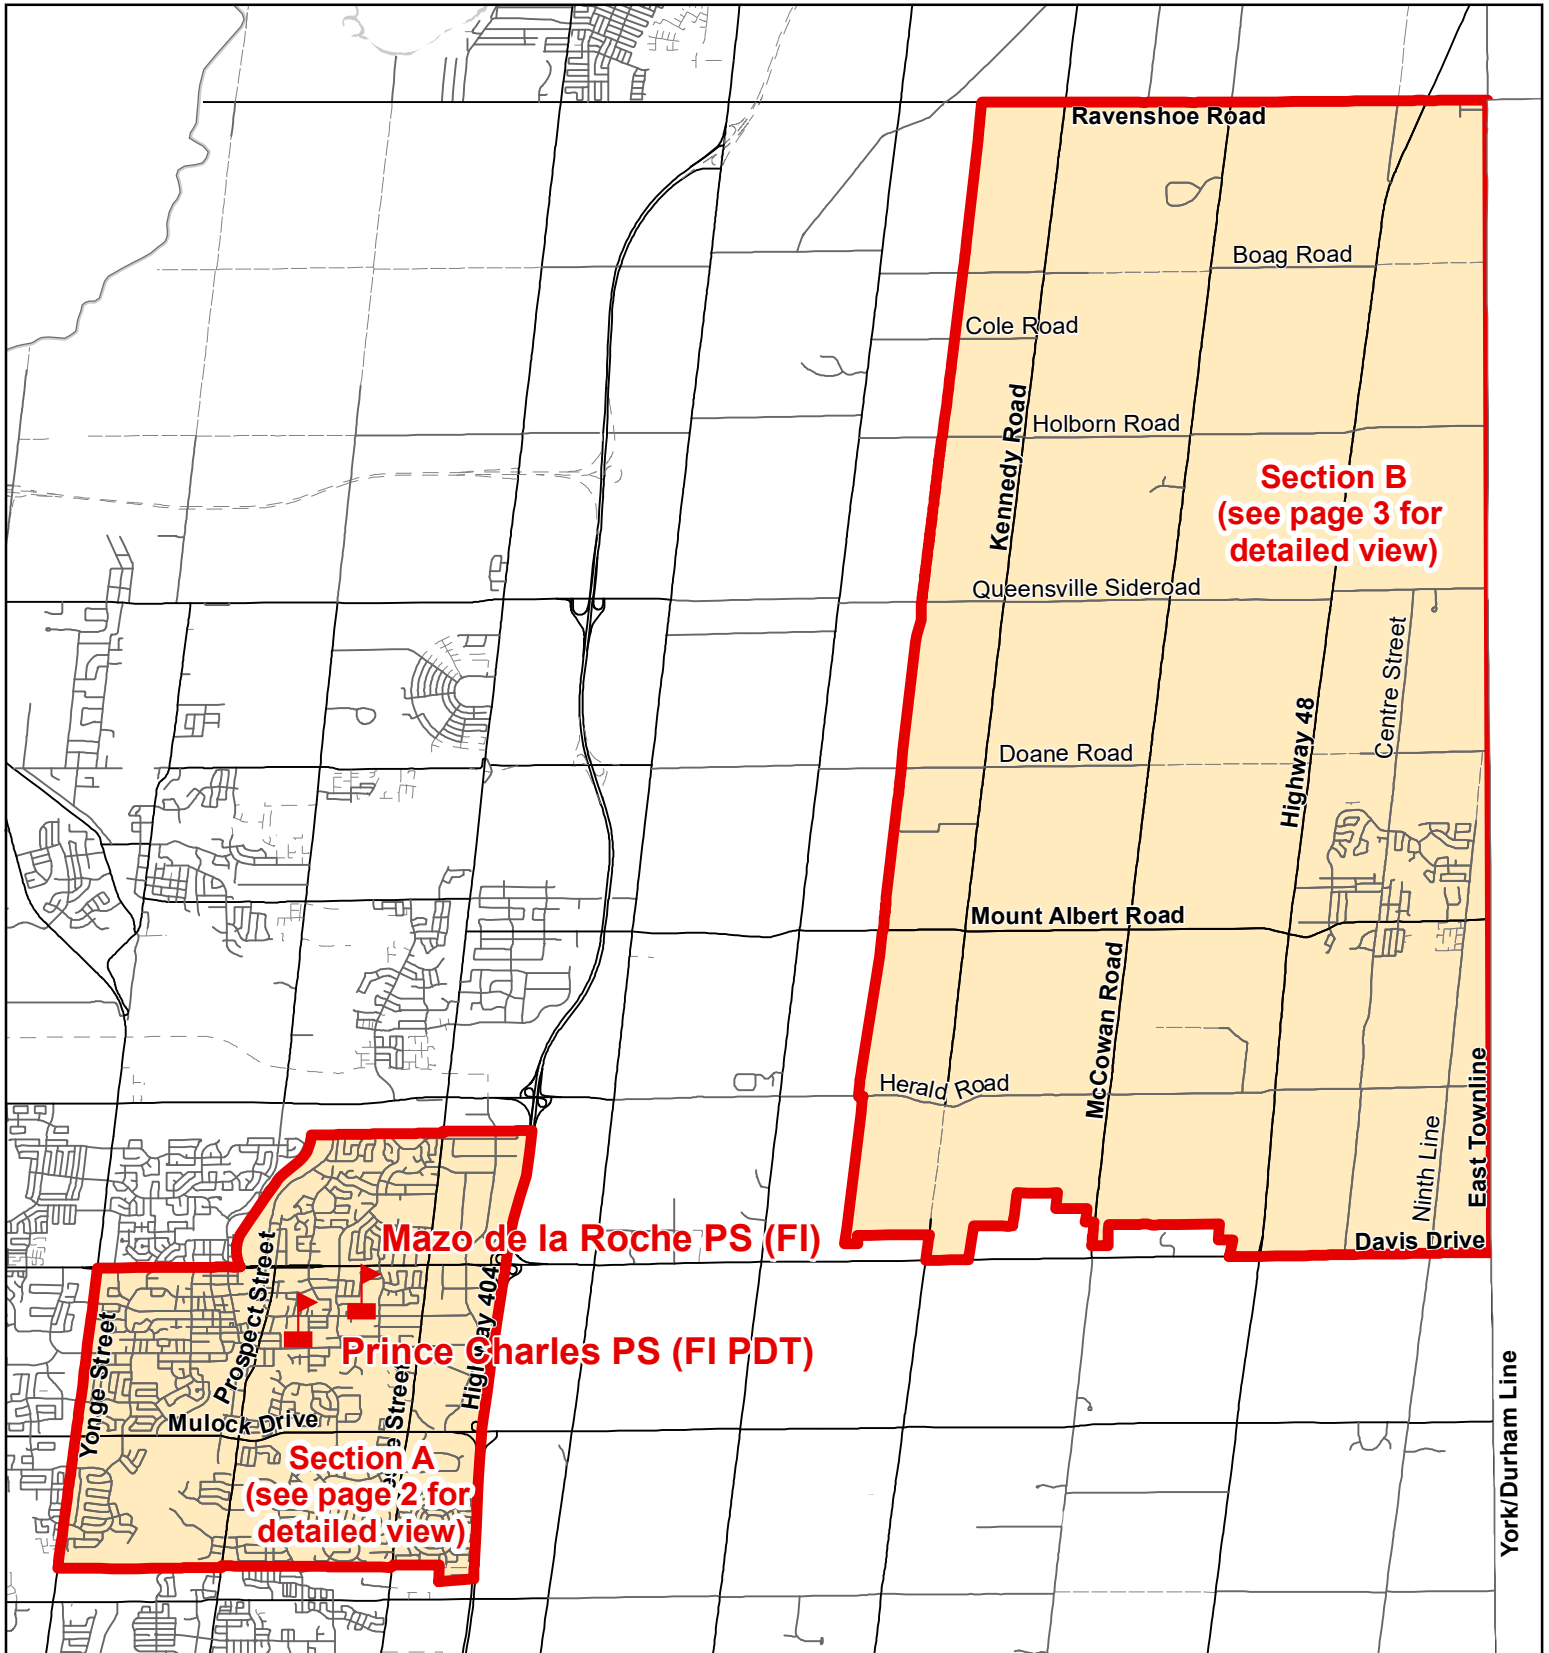 Ravenshoe Road
Boag Road
Cole Road
Kennedy Road
Holborn Road
Section B
(see page 3 for
detailed view)
Queensville Sideroad
Centre Street
Highway 48
Doane Road
Mount Albert Road
McCowan Road
Herald Road
East Townline
Ninth Line
Davis Drive
Mazo de la Roche PS (FI)
Prospect Street
Highway 404
Yonge Street
Prince Charles PS (FI PDT)
Street
Mulock Drive
Section A
(see page 2 for
detailed view)
York/Durham Line